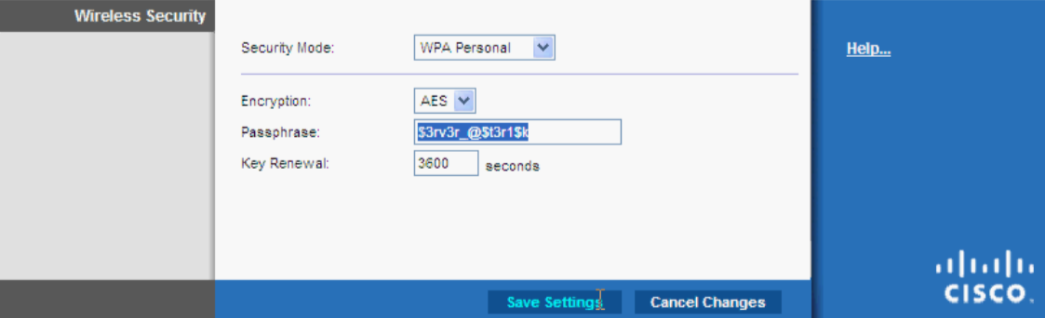 Wireless Security
Security Mode: WPA Personal
Help...
Encryption: AES
Passphrase: $3rv3r_@$t3r1$k
Key Renewal: 3600 seconds
Save Settings Cancel Changes
CISCO.